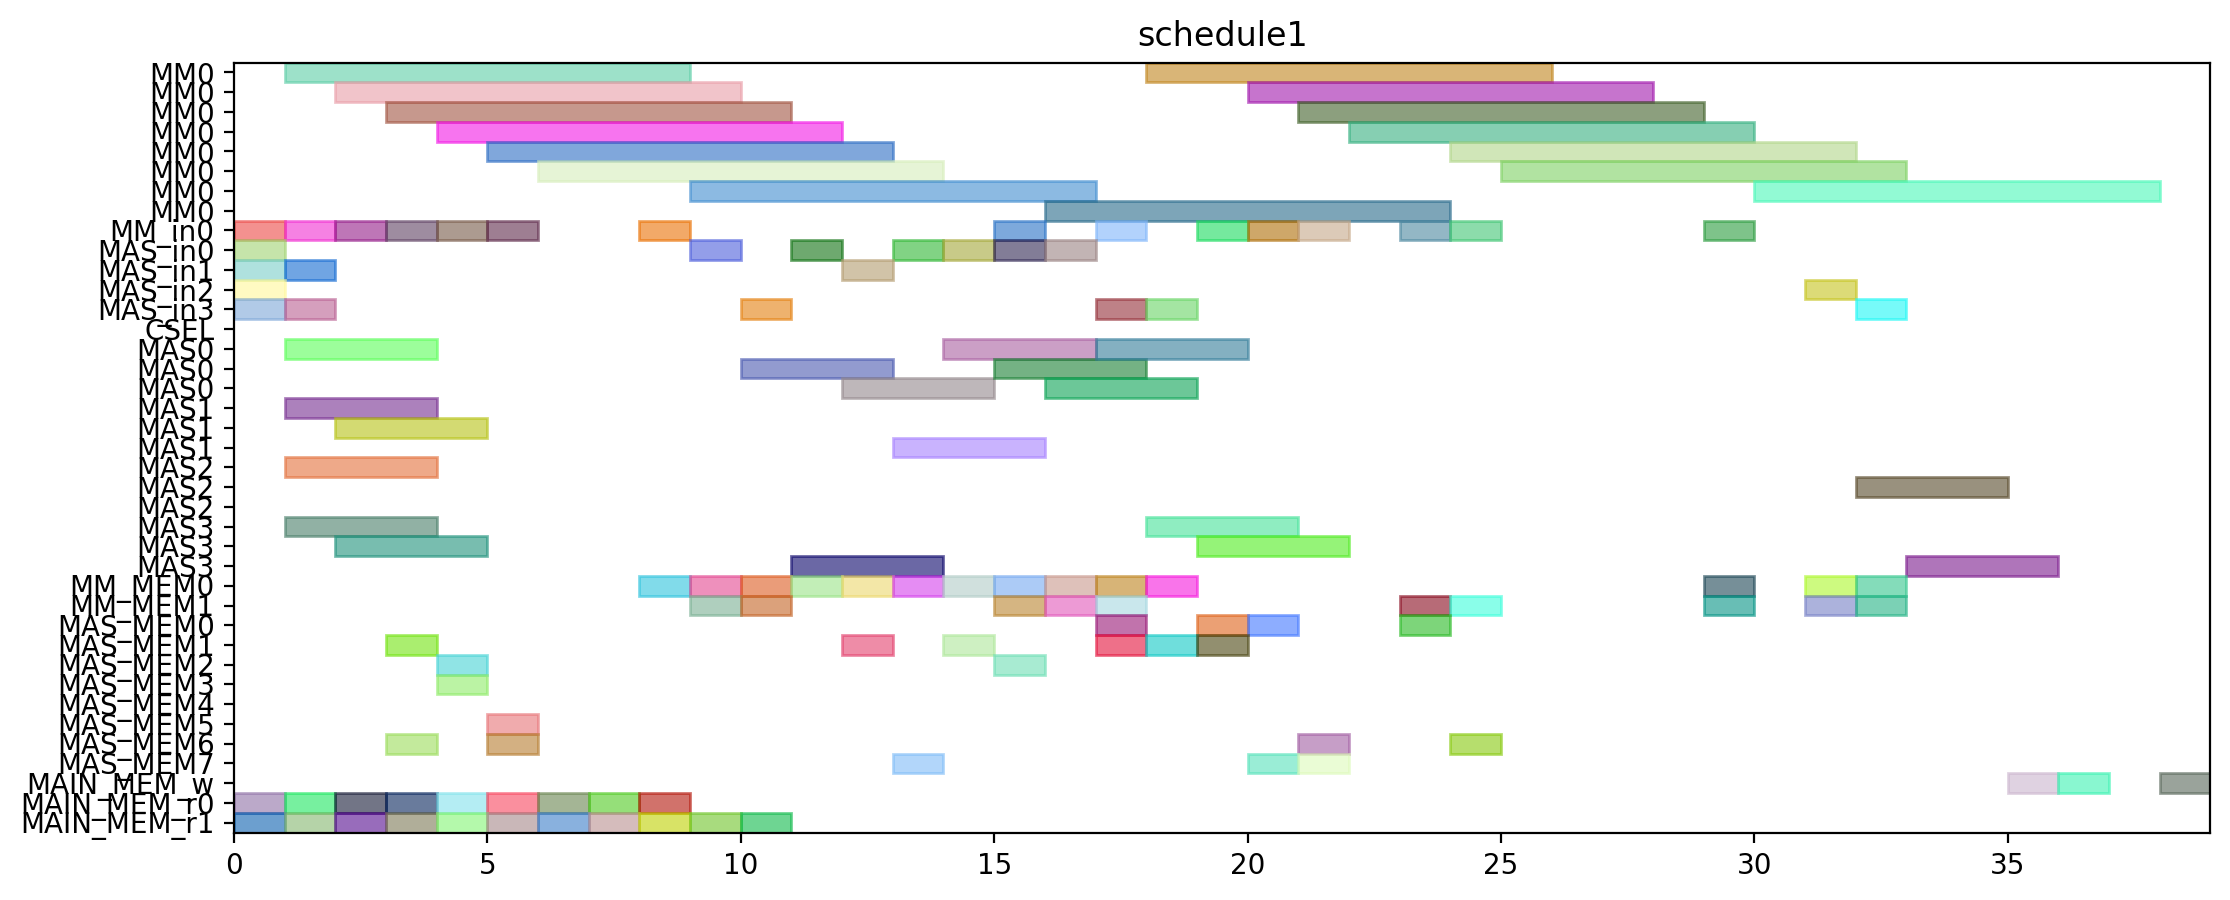 schedule1
MM0
MM0
MM0
MM0
MM0
MM0
MM0
MM0
MM_in0
MAS_in0
MAS_in1
MAS_in2
MAS_in3
CSEL
MAS0
MAS0
MAS0
MAS1
MAS1
MAS1
MAS2
MAS2
MAS2
MAS3
MAS3
MAS3
MM_MEM0
MM_MEM1
MAS_MEM0
MAS_MEM1
MAS_MEM2
MAS_MEM3
MAS_MEM4
MAS_MEM5
MAS_MEM6
MAS_MEM7
MAIN_MEM_w
MAIN_MEM_r0
MAIN_MEM_r1
0 5 10 15 20 25 30 35